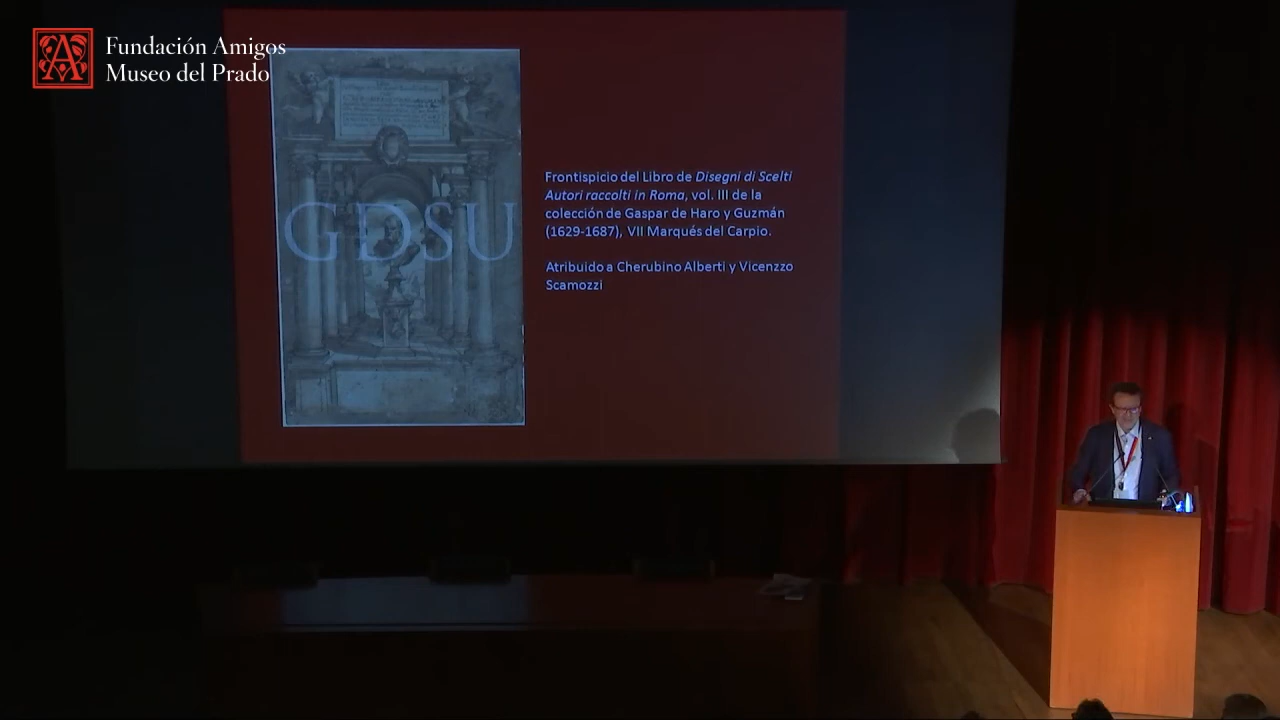 Fundación Amigos
Museo del Prado
GDSU
Frontispicio del Libro de Disegni di Scelti
Autori raccolti in Roma, vol. III de la
colección de Gaspar de Haro y Guzmán
(1629-1687), VII Marqués del Carpio.
Atribuido a Cherubino Alberti y Vicenzzo
Scamozzi